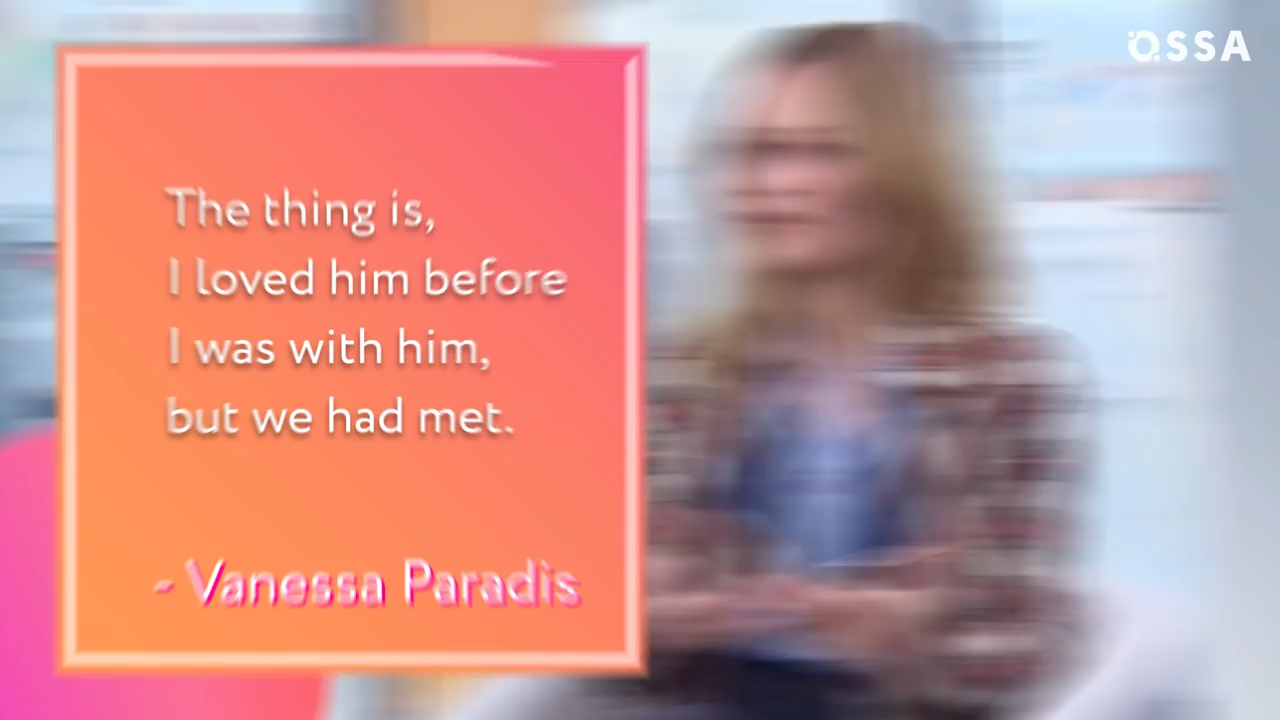 OSSA
The thing is,
I loved him before
I was with him,
but we had met.
- Vanessa Paradis